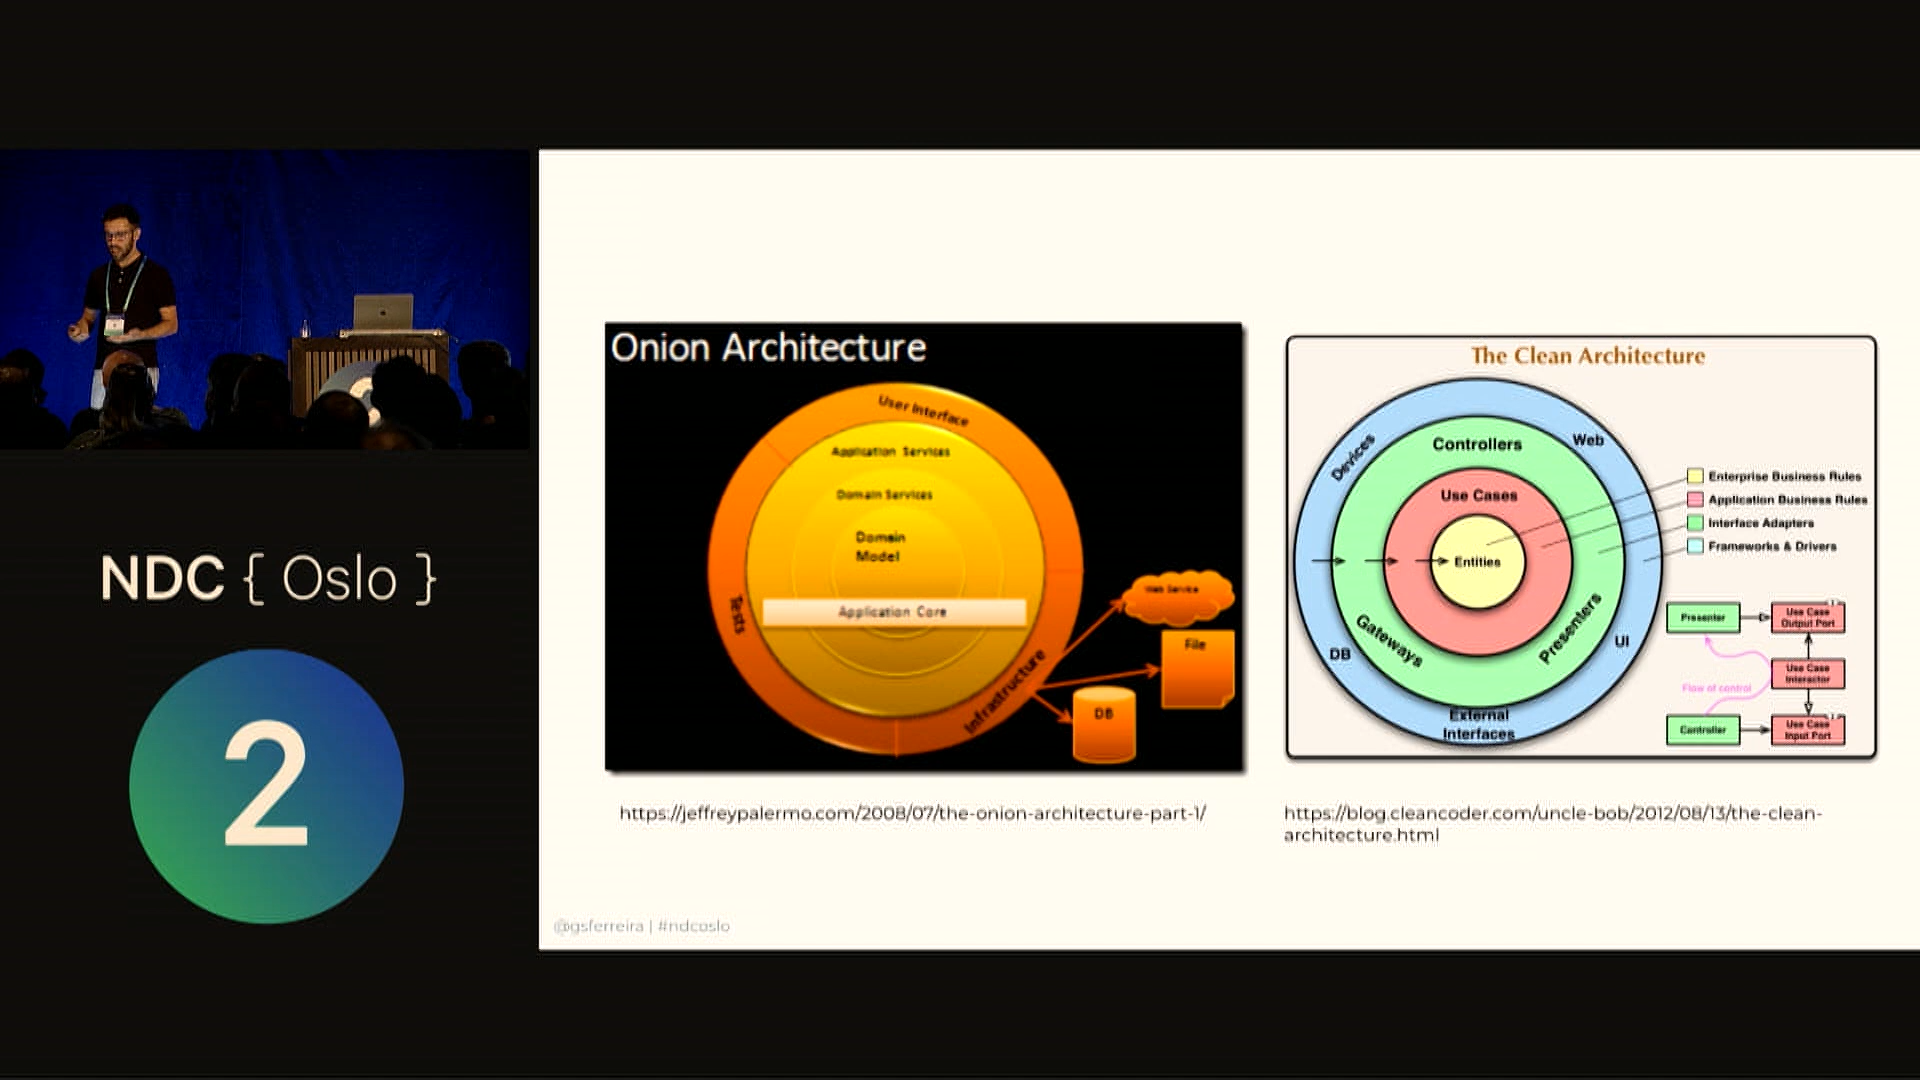 NDC { Oslo }
2
Onion Architecture
User Interface
Application Services
Domain Services
Domain
Model
Application Core
Tests
Infrastructure
Web Service
File
DB
https://jeffreypalermo.com/2008/07/the-onion-architecture-part-1/
The Clean Architecture
Devices
Web
Controllers
Use Cases
Entities
Gateways
Presenters
DB
UI
External
Interfaces
Enterprise Business Rules
Application Business Rules
Interface Adapters
Frameworks & Drivers
Presenter
Use Case
Output Port
Use Case
Interactor
Flow of control
Controller
Use Case
Input Port
https://blog.cleancoder.com/uncle-bob/2012/08/13/the-clean-
architecture.html
@gsferreira | #ndcoslo